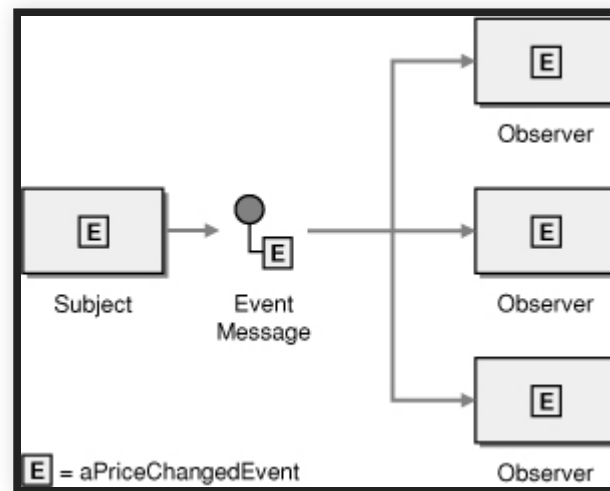 E
Observer
E
Subject
E
Event
Message
E
Observer
E
Observer
E = aPriceChangedEvent